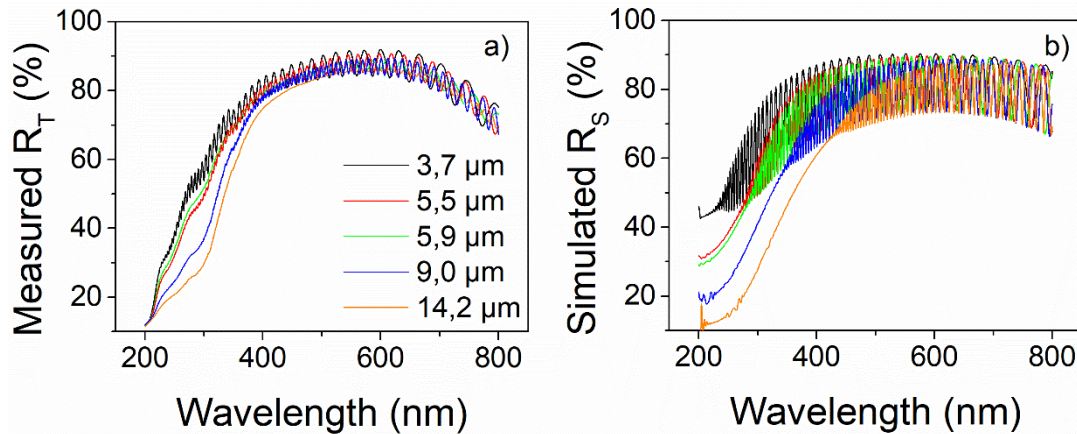 Measured R_T (%)
100
80
60
40
20
a)
3,7 µm
5,5 µm
5,9 µm
9,0 µm
14,2 µm
200
400
600
800
Wavelength (nm)
Simulated R_S (%)
100
80
60
40
20
b)
200
400
600
800
Wavelength (nm)